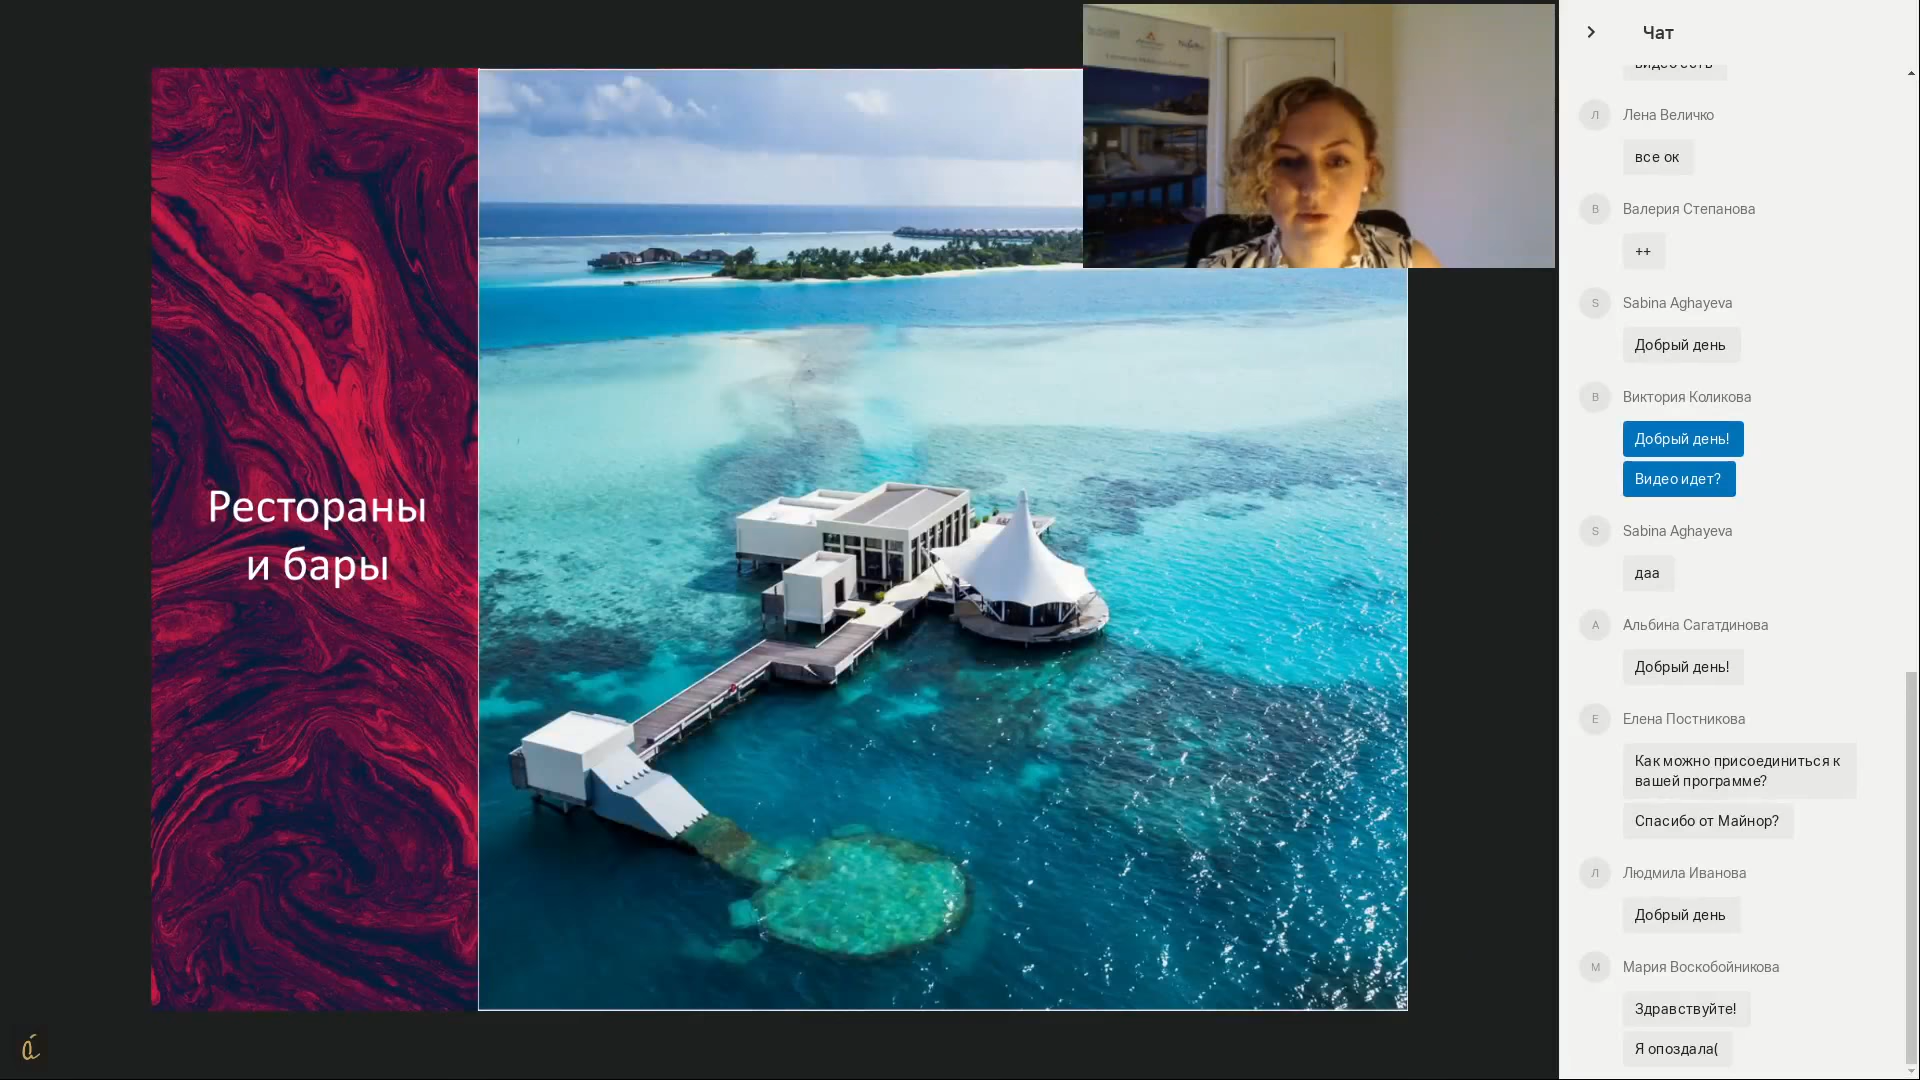 Рестораны
и бары
Чат
видео есть
Л
Лена Величко
все ок
В
Валерия Степанова
++
S
Sabina Aghayeva
Добрый день
В
Виктория Коликова
Добрый день!
Видео идет?
S
Sabina Aghayeva
даа
А
Альбина Сагатдинова
Добрый день!
Е
Елена Постникова
Как можно присоединиться к
вашей программе?
Спасибо от Майнор?
Л
Людмила Иванова
Добрый день
М
Мария Воскобойникова
Здравствуйте!
Я опоздала(
á